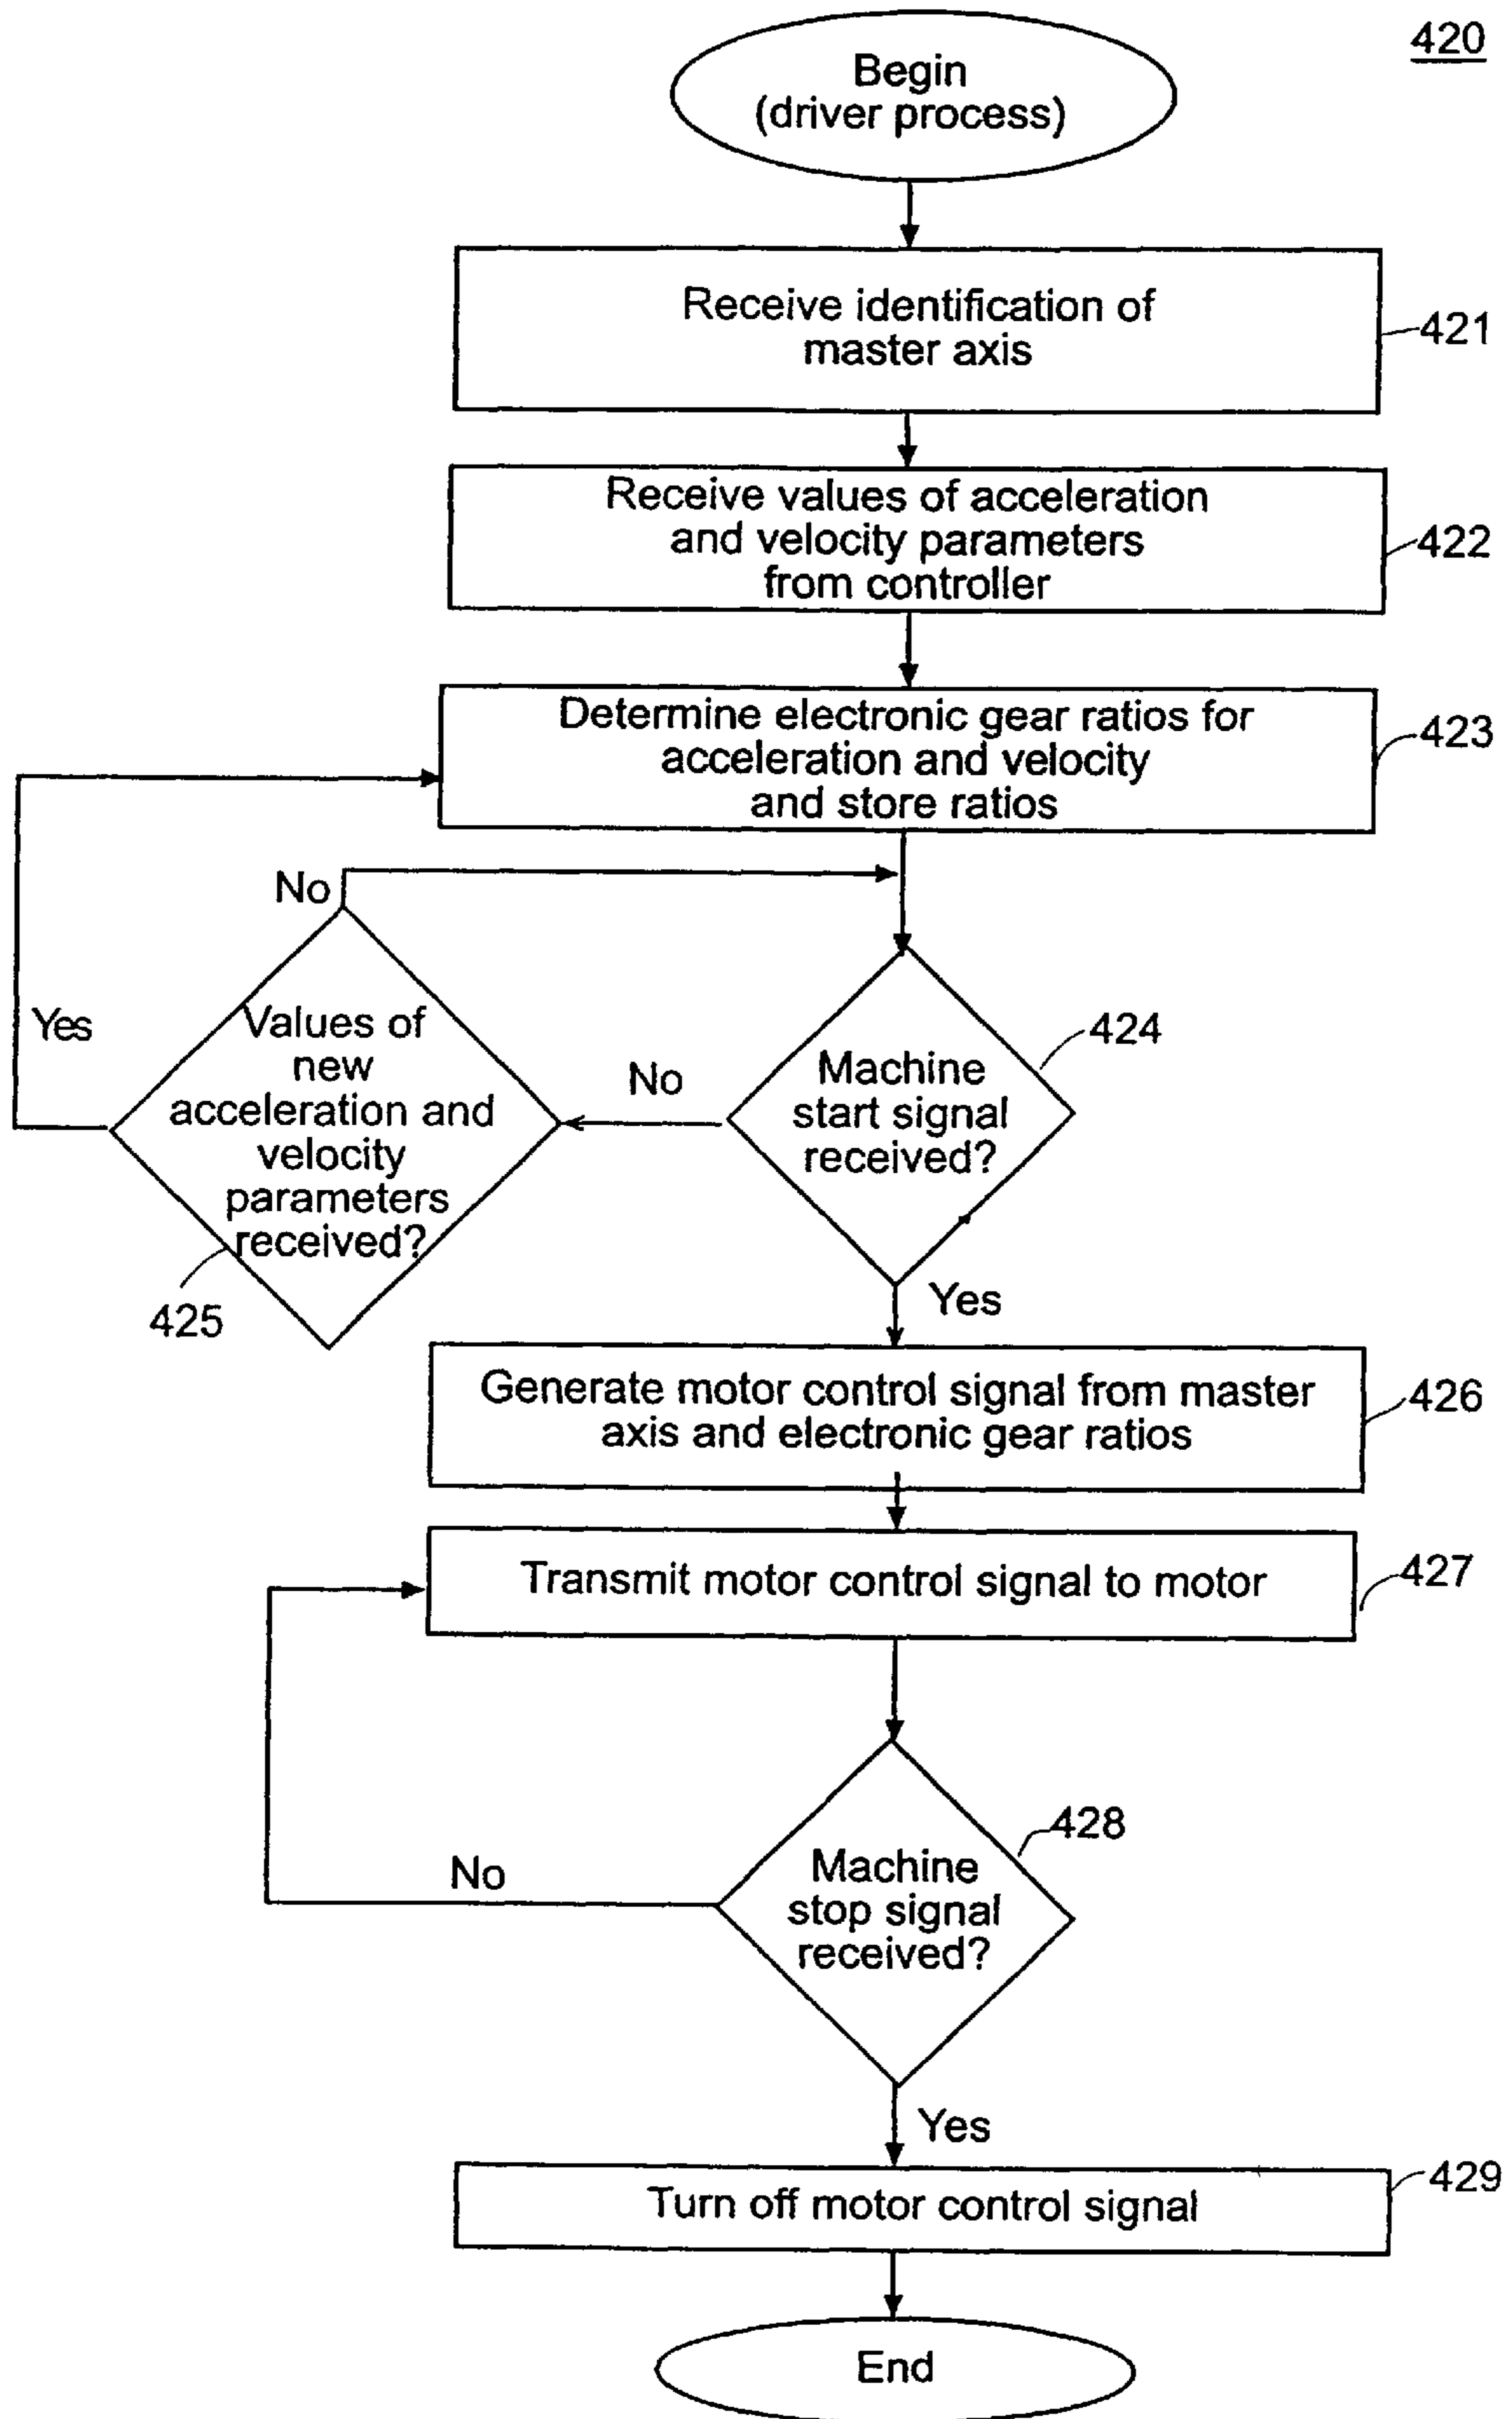 420
Begin
(driver process)
Receive identification of
master axis
421
Receive values of acceleration
and velocity parameters
from controller
422
Determine electronic gear ratios for
acceleration and velocity
and store ratios
423
No
Yes
Values of
new
acceleration and
velocity
parameters
received?
425
No
Machine
start signal
received?
424
Yes
Generate motor control signal from master
axis and electronic gear ratios
426
Transmit motor control signal to motor
427
Machine
stop signal
received?
428
No
Yes
Turn off motor control signal
429
End